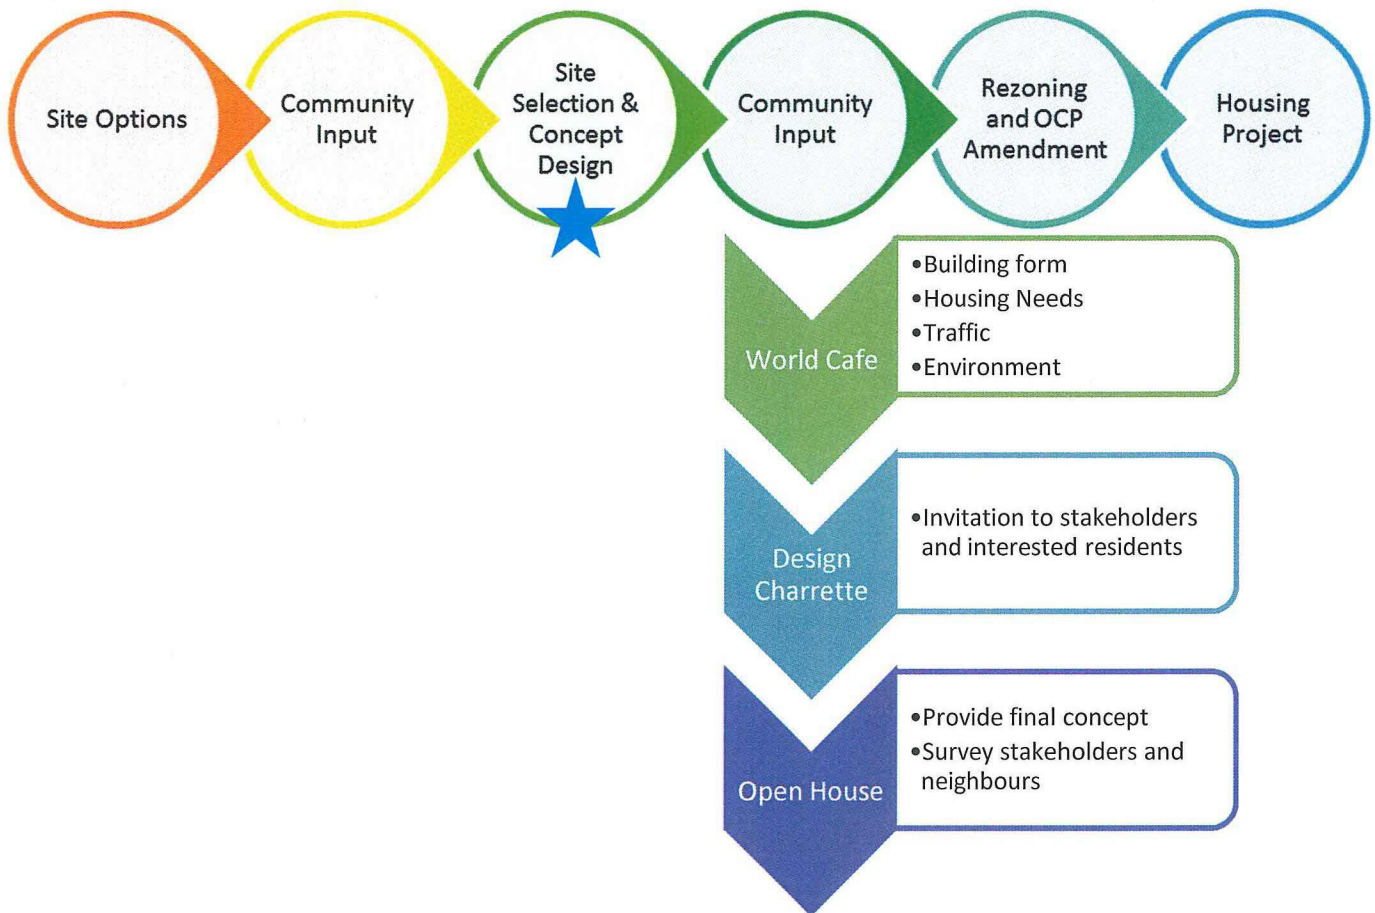 Site Options
Community
Input
Site
Selection &
Concept
Design
Community
Input
Rezoning
and OCP
Amendment
Housing
Project
World Cafe
•Building form
•Housing Needs
•Traffic
•Environment
Design
Charrette
•Invitation to stakeholders
and interested residents
Open House
•Provide final concept
•Survey stakeholders and
neighbours